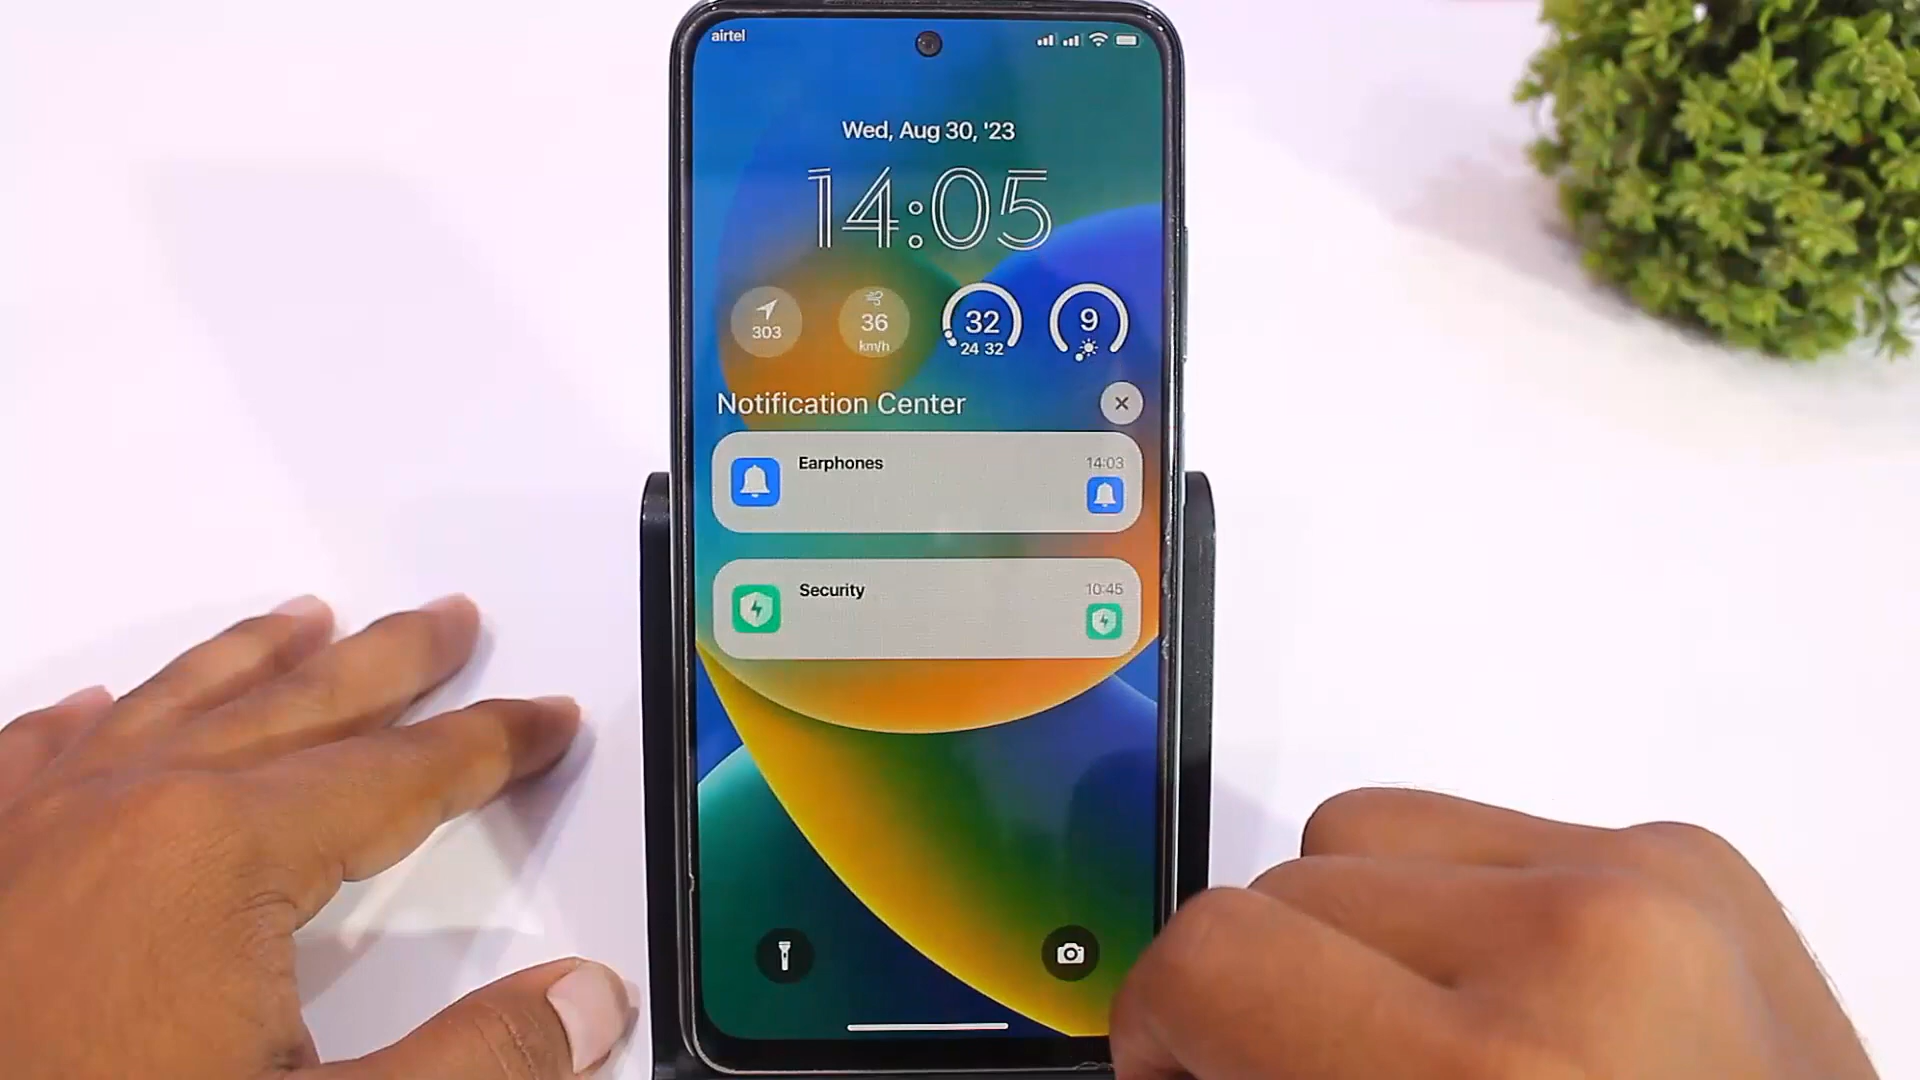 airtel
Wed, Aug 30, '23
14:05
303
36
km/h
32
24 32
9
Notification Center
Earphones
14:03
Security
10:45